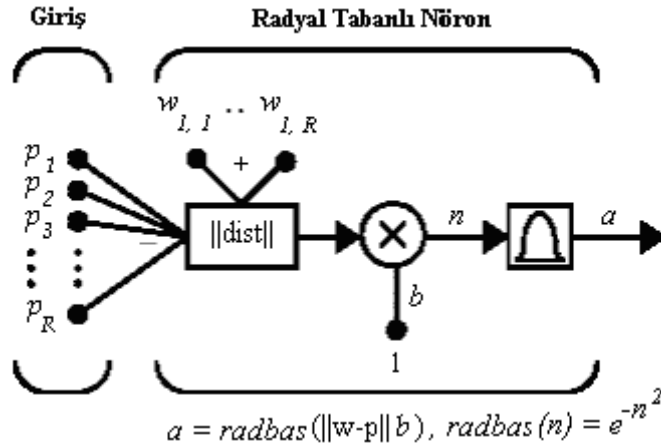 Giriş
Radyal Tabanlı Nöron
w1, 1 .. w1, R
+
p1
p2
p3
pR
−
||dist||
n
a
b
1
a = radbas(||w-p||b), radbas(n) = e^-n^2